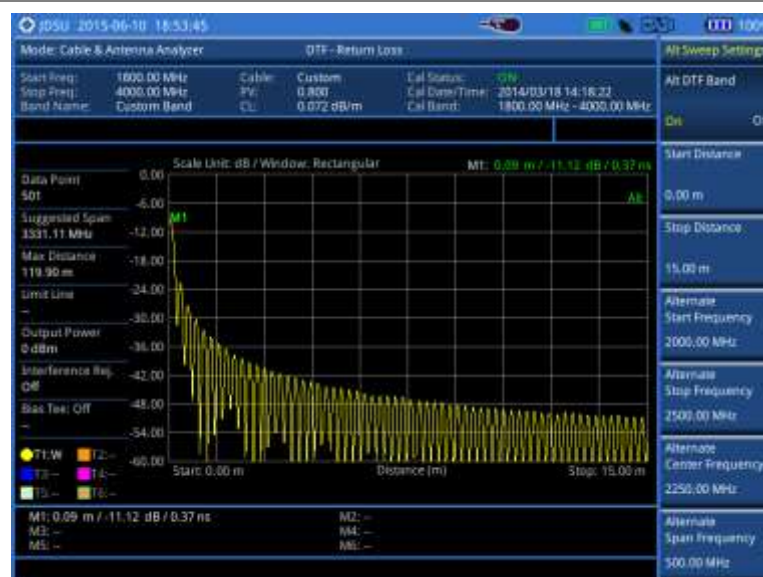 JDSU 2015-06-10 18:53:45 100%
Mode: Cable & Antenna Analyzer DTF - Return Loss
Alt Sweep Settings
Start Freq: 1800.00 MHz Cable: Custom Cal Status: ON
Stop Freq: 4000.00 MHz PV: 0.800 Cal Date/Time: 2014/03/18 14:18:22
Band Name: Custom Band CL: 0.072 dB/m Cal Band: 1800.00 MHz - 4000.00 MHz
Alt DTF Band
On O
Scale Unit: dB / Window: Rectangular M1: 0.09 m / -11.12 dB / 0.37 ns
Alt
Data Point
501
Suggested Span
3331.11 MHz
Max Distance
119.90 m
Limit Line
--
Output Power
0 dBm
Interference Rej.
Off
Bias Tee: Off
--
T1:W T2:--
T3:-- T4:--
T5:-- T6:--
0.00
-6.00
-12.00
-18.00
-24.00
-30.00
-36.00
-42.00
-48.00
-54.00
-60.00
M1
Start: 0.00 m Distance (m) Stop: 15.00 m
M1: 0.09 m / -11.12 dB / 0.37 ns M2: --
M3: -- M4: --
M5: -- M6: --
Start Distance
0.00 m
Stop Distance
15.00 m
Alternate
Start Frequency
2000.00 MHz
Alternate
Stop Frequency
2500.00 MHz
Alternate
Center Frequency
2250.00 MHz
Alternate
Span Frequency
500.00 MHz